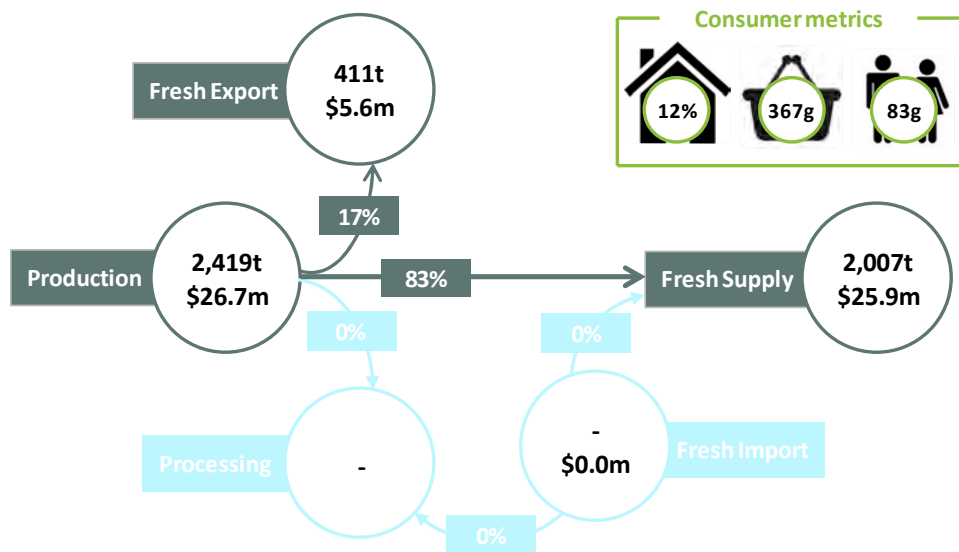 Consumer metrics
12%
367g
83g
Fresh Export
411t
$5.6m
17%
Production
2,419t
$26.7m
83%
Fresh Supply
2,007t
$25.9m
0%
0%
Processing
-
-
$0.0m
Fresh Import
0%